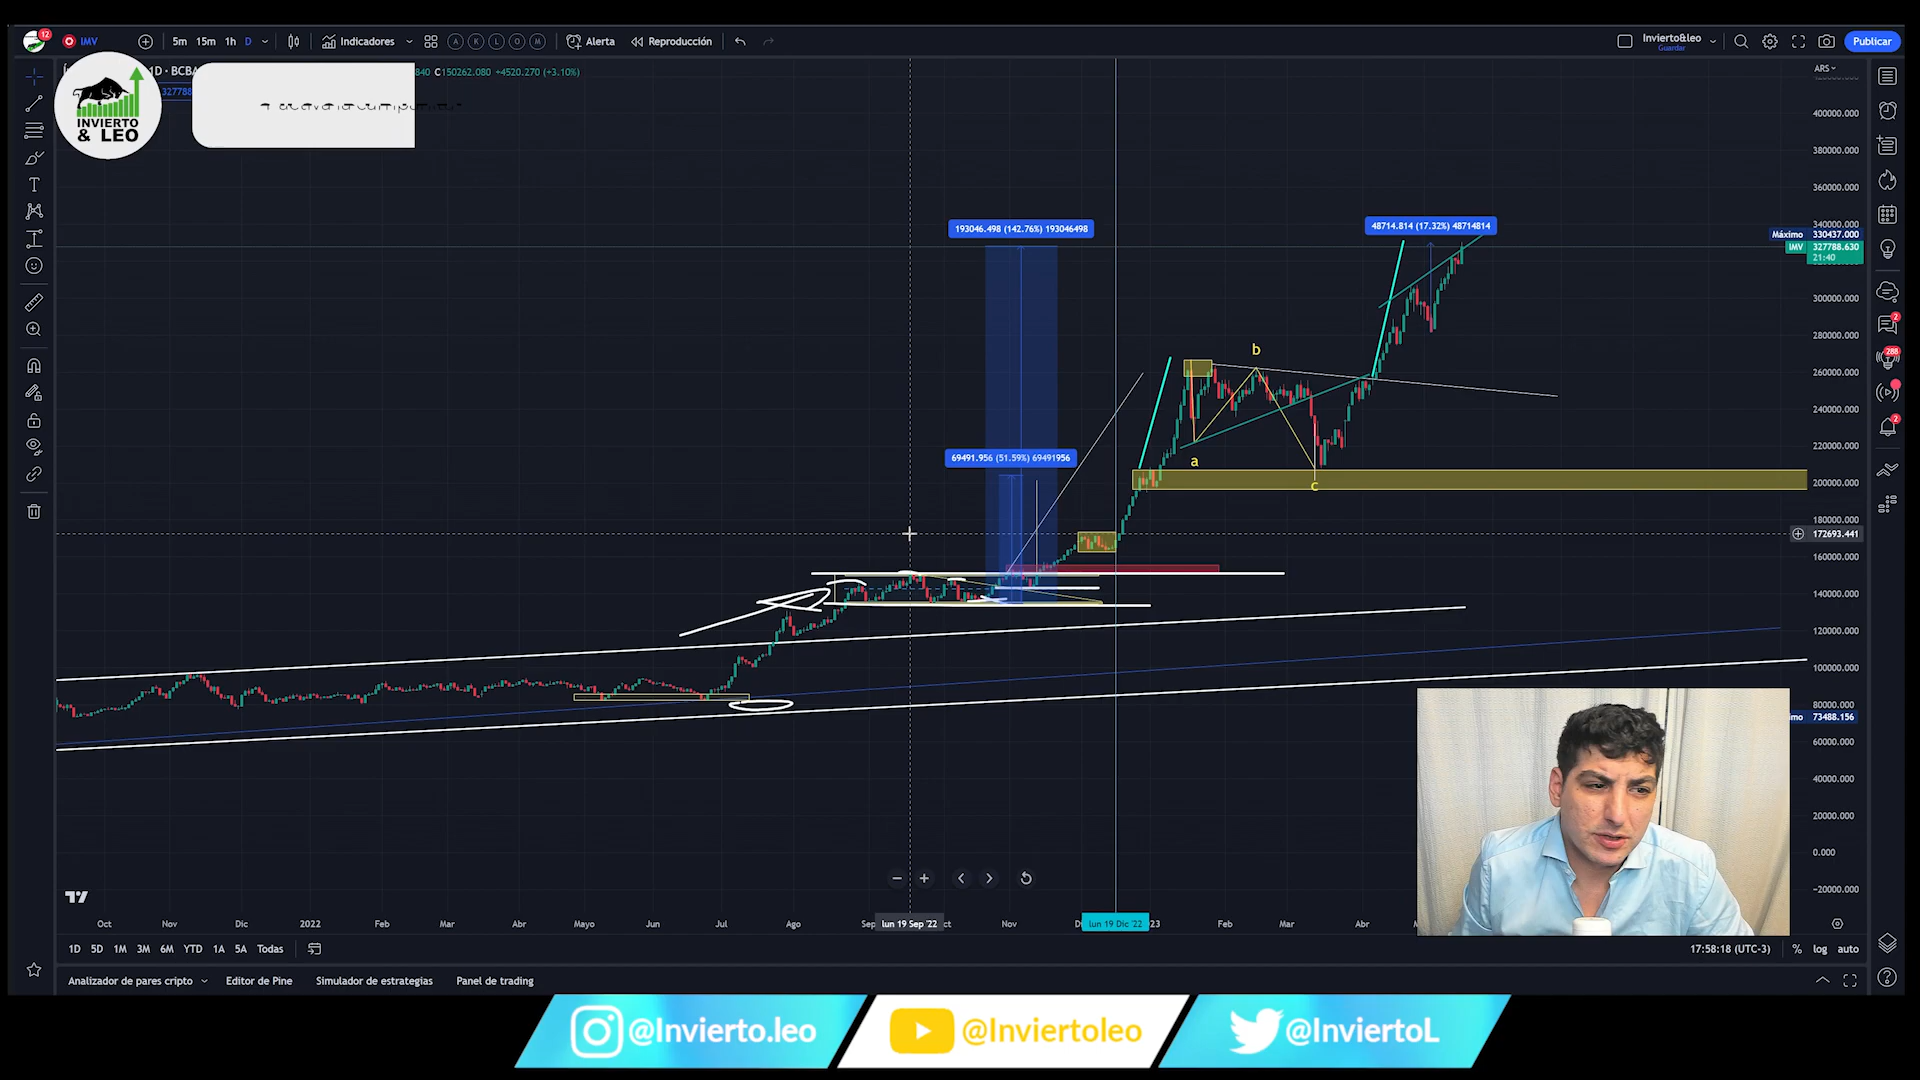 12
IMV
5m 15m 1h D
Indicadores
A K L O M
Alerta
Reproducción
Invierto&leo
Guardar
Publicar
1D · BCBA
840 C150262.080 +4520.270 (+3.10%)
327788
INVIERTO
& LEO
ARS
400000.000
380000.000
360000.000
340000.000
Máximo 330437.000
IMV 327788.630
21:40
300000.000
280000.000
260000.000
240000.000
220000.000
200000.000
180000.000
172693.441
160000.000
140000.000
120000.000
100000.000
80000.000
73488.156
60000.000
40000.000
20000.000
0.000
−20000.000
193046.498 (142.76%) 193046498
48714.814 (17.32%) 48714814
69491.956 (51.59%) 69491956
b
a
c
2
288
2
Oct Nov Dic 2022 Feb Mar Abr Mayo Jun Jul Ago Sep lun 19 Sep '22 Nov lun 19 Dic '22 Feb Mar Abr
1D 5D 1M 3M 6M YTD 1A 5A Todas
17:58:18 (UTC-3) % log auto
Analizador de pares cripto Editor de Pine Simulador de estrategias Panel de trading
@Invierto.leo
@Inviertoleo
@InviertoL